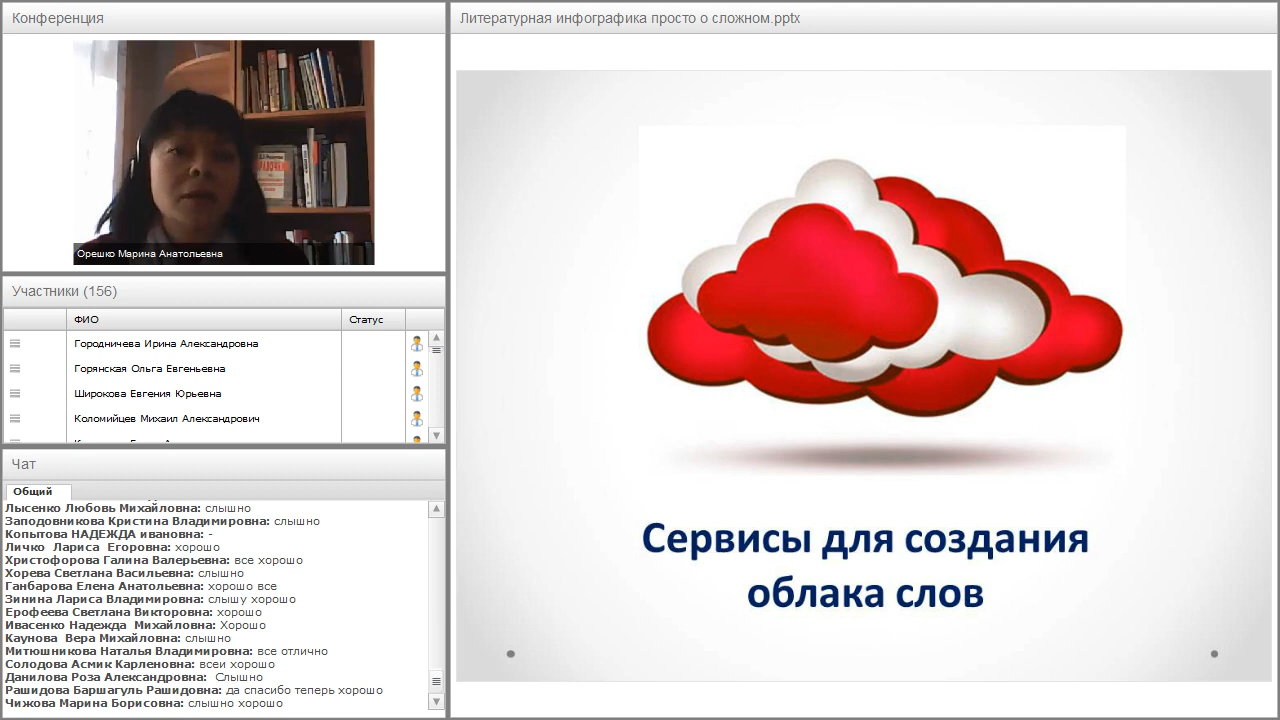 Конференция
Орешко Марина Анатольевна
Участники (156)
ФИО
Статус
Городничева Ирина Александровна
Горянская Ольга Евгеньевна
Широкова Евгения Юрьевна
Коломийцев Михаил Александрович
Чат
Общий
Лысенко Любовь Михайловна: слышно
Заподовникова Кристина Владимировна: слышно
Копытова НАДЕЖДА ивановна: -
Личко Лариса Егоровна: хорошо
Христофорова Галина Валерьевна: все хорошо
Хорева Светлана Васильевна: слышно
Ганбарова Елена Анатольевна: хорошо все
Зинина Лариса Владимировна: слышу хорошо
Ерофеева Светлана Викторовна: хорошо
Ивасенко Надежда Михайловна: Хорошо
Каунова Вера Михайловна: слышно
Митюшникова Наталья Владимировна: все отлично
Солодова Асмик Карленовна: всеи хорошо
Данилова Роза Александровна: Слышно
Рашидова Баршагуль Рашидовна: да спасибо теперь хорошо
Чижова Марина Борисовна: слышно хорошо
Литературная инфографика просто о сложном.pptx
Сервисы для создания
облака слов